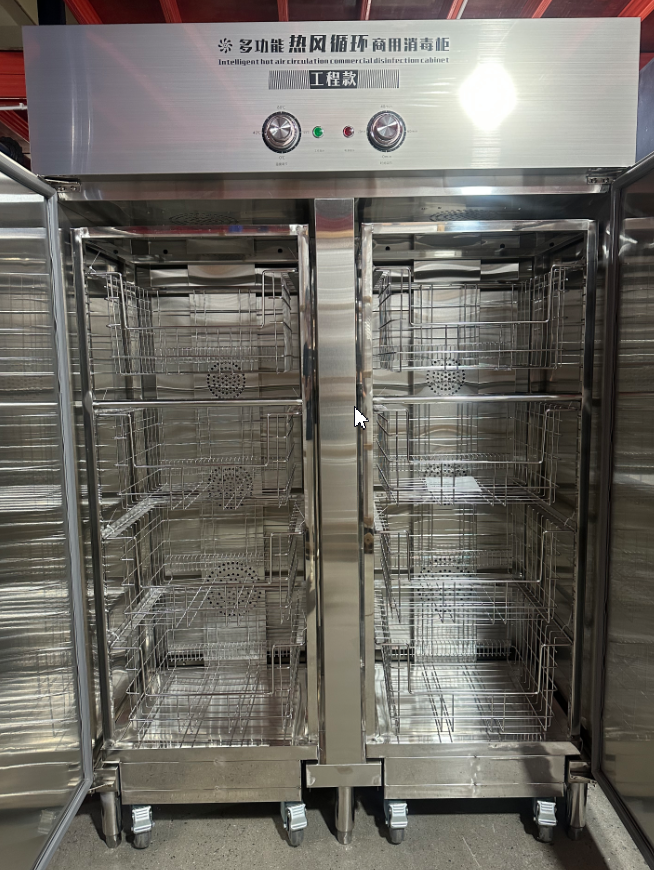 多功能 热风循环 商用消毒柜
Intelligent hot air circulation commercial disinfection cabinet
工程款